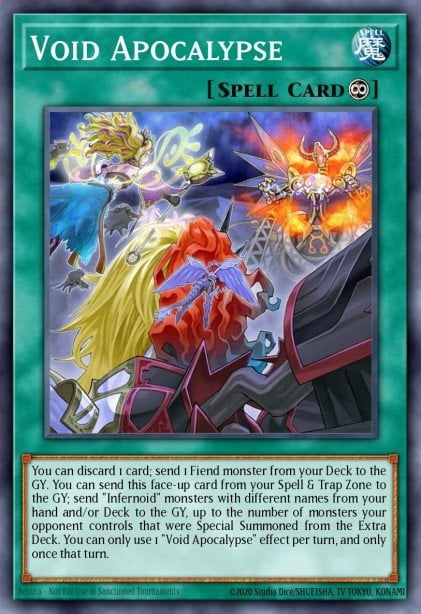 Void Apocalypse
SPELL
魔
[Spell Card]
You can discard 1 card; send 1 Fiend monster from your Deck to the
GY. You can send this face-up card from your Spell & Trap Zone to
the GY; send "Infernoid" monsters with different names from your
hand and/or Deck to the GY, up to the number of monsters your
opponent controls that were Special Summoned from the Extra
Deck. You can only use 1 "Void Apocalypse" effect per turn, and only
once that turn.
Replica - Not For Use in Sanctioned Tournaments
©2020 Studio Dice/SHUEISHA, TV TOKYO, KONAMI